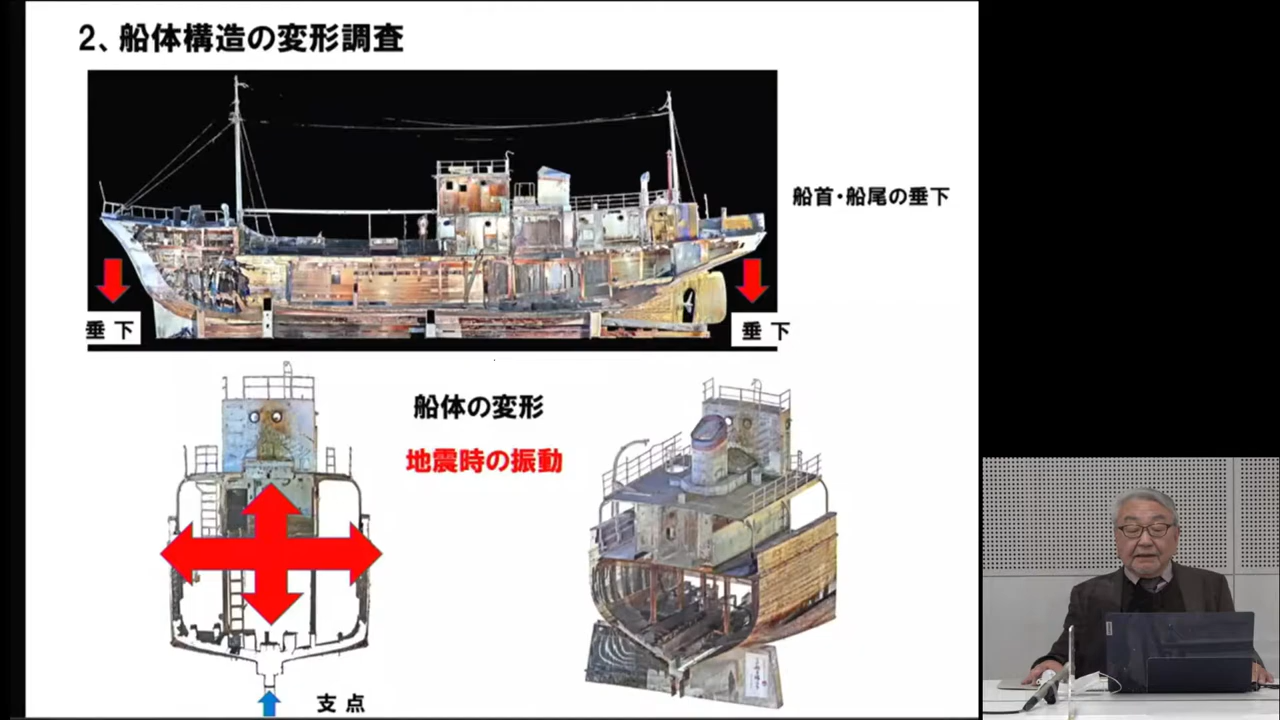 2、船体構造の変形調査
船首・船尾の垂下
垂 下
垂 下
船体の変形
地震時の振動
支 点